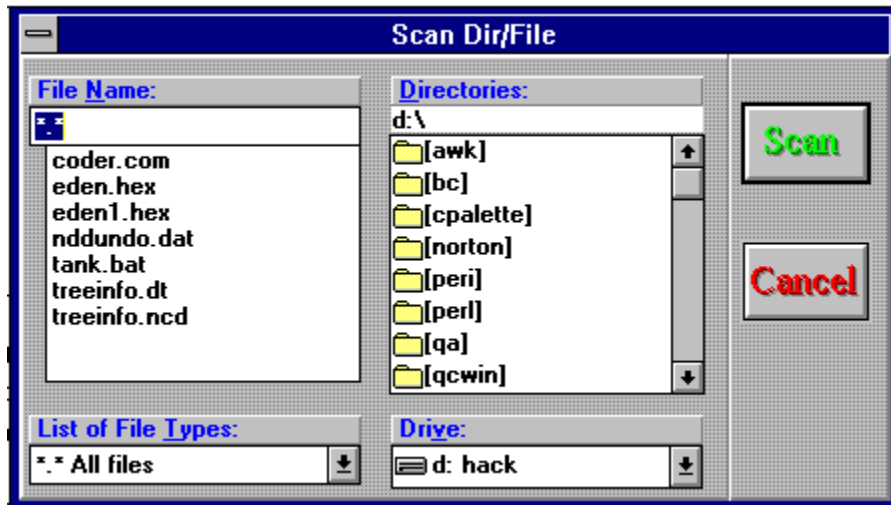 Scan Dir/File
File Name:
*.*
coder.com
eden.hex
eden1.hex
nddundo.dat
tank.bat
treeinfo.dt
treeinfo.ncd
List of File Types:
*.* All files
Directories:
d:\
[awk]
[bc]
[cpalette]
[norton]
[peri]
[perl]
[qa]
[qcwin]
Drive:
d: hack
Scan
Cancel